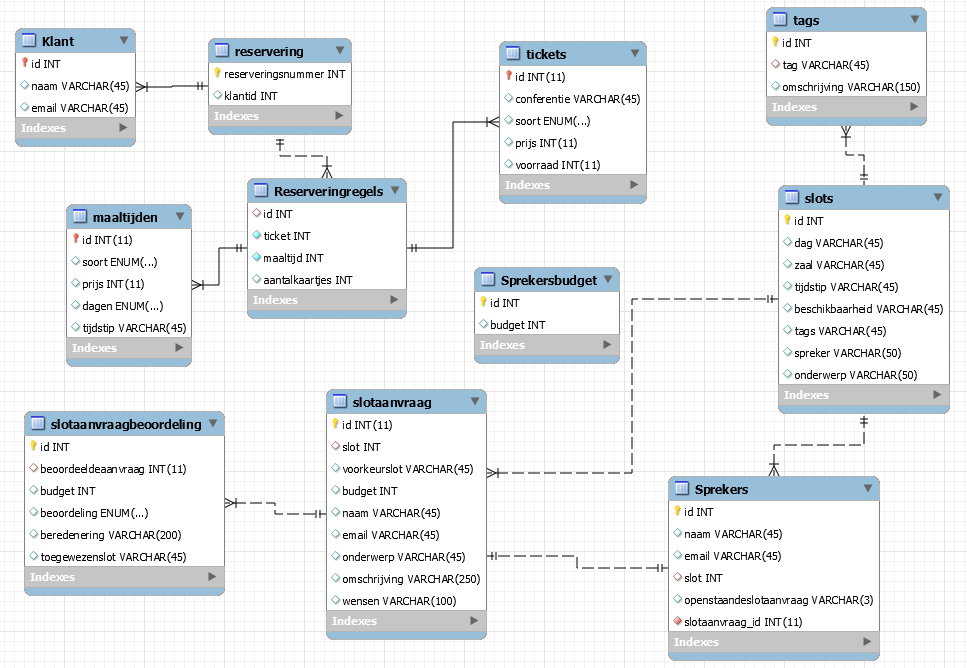 Klant
id INT
naam VARCHAR(45)
email VARCHAR(45)
Indexes
reservering
reserveringsnummer INT
klantid INT
Indexes
tickets
id INT(11)
conferentie VARCHAR(45)
soort ENUM(...)
prijs INT(11)
voorraad INT(11)
Indexes
tags
id INT
tag VARCHAR(45)
omschrijving VARCHAR(150)
Indexes
maaltijden
id INT(11)
soort ENUM(...)
prijs INT(11)
dagen ENUM(...)
tijdstip VARCHAR(45)
Indexes
Reserveringregels
id INT
ticket INT
maaltijd INT
aantalkaartjes INT
Indexes
Sprekersbudget
id INT
budget INT
Indexes
slots
id INT
dag VARCHAR(45)
zaal VARCHAR(45)
tijdstip VARCHAR(45)
beschikbaarheid VARCHAR(45)
tags VARCHAR(45)
spreker VARCHAR(50)
onderwerp VARCHAR(50)
Indexes
slotaanvraagbeoordeling
id INT
beoordeeldeaanvraag INT(11)
budget INT
beoordeling ENUM(...)
beredenering VARCHAR(200)
toegewezenslot VARCHAR(45)
Indexes
slotaanvraag
id INT(11)
slot INT
voorkeurslot VARCHAR(45)
budget INT
naam VARCHAR(45)
email VARCHAR(45)
onderwerp VARCHAR(45)
omschrijving VARCHAR(250)
wensen VARCHAR(100)
Indexes
Sprekers
id INT
naam VARCHAR(45)
email VARCHAR(45)
slot INT
openstaandeslotaanvraag VARCHAR(3)
slotaanvraag_id INT(11)
Indexes